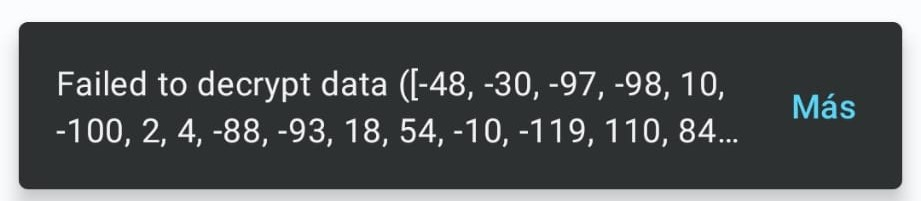 Failed to decrypt data ([-48, -30, -97, -98, 10,
-100, 2, 4, -88, -93, 18, 54, -10, -119, 110, 84…
Más